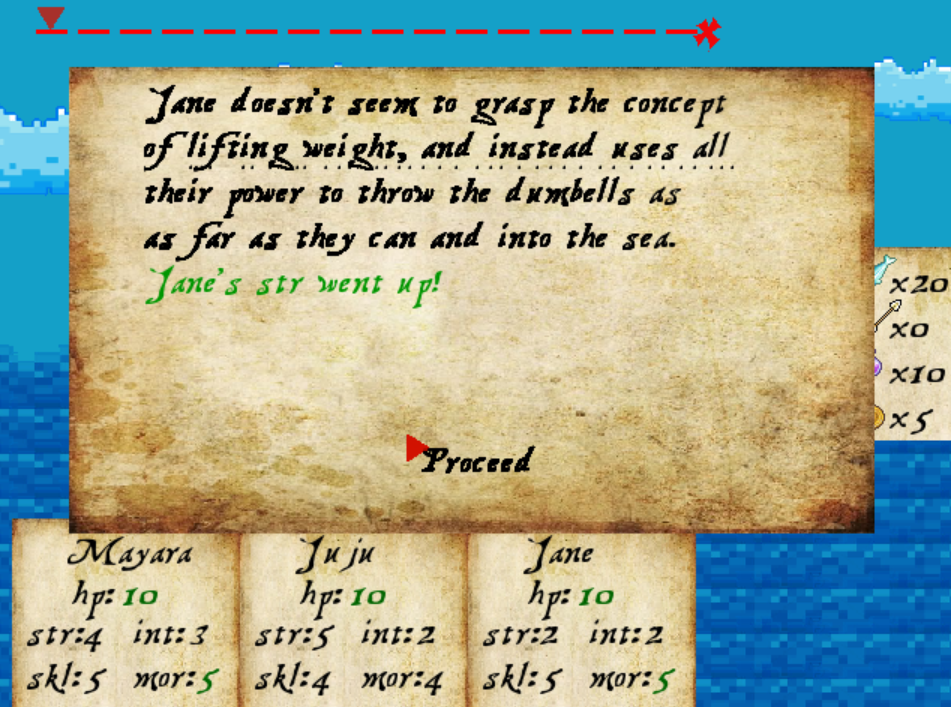 Jane doesn't seem to grasp the concept
of lifting weight, and instead uses all
their power to throw the dumbells as
as far as they can and into the sea.
Jane's str went up!
Proceed
x20
x0
x10
x5
Mayara
hp: 10
str:4 int:3
skl:5 mor:5
Juju
hp: 10
str:5 int:2
skl:4 mor:4
Jane
hp: 10
str:2 int:2
skl:5 mor:5